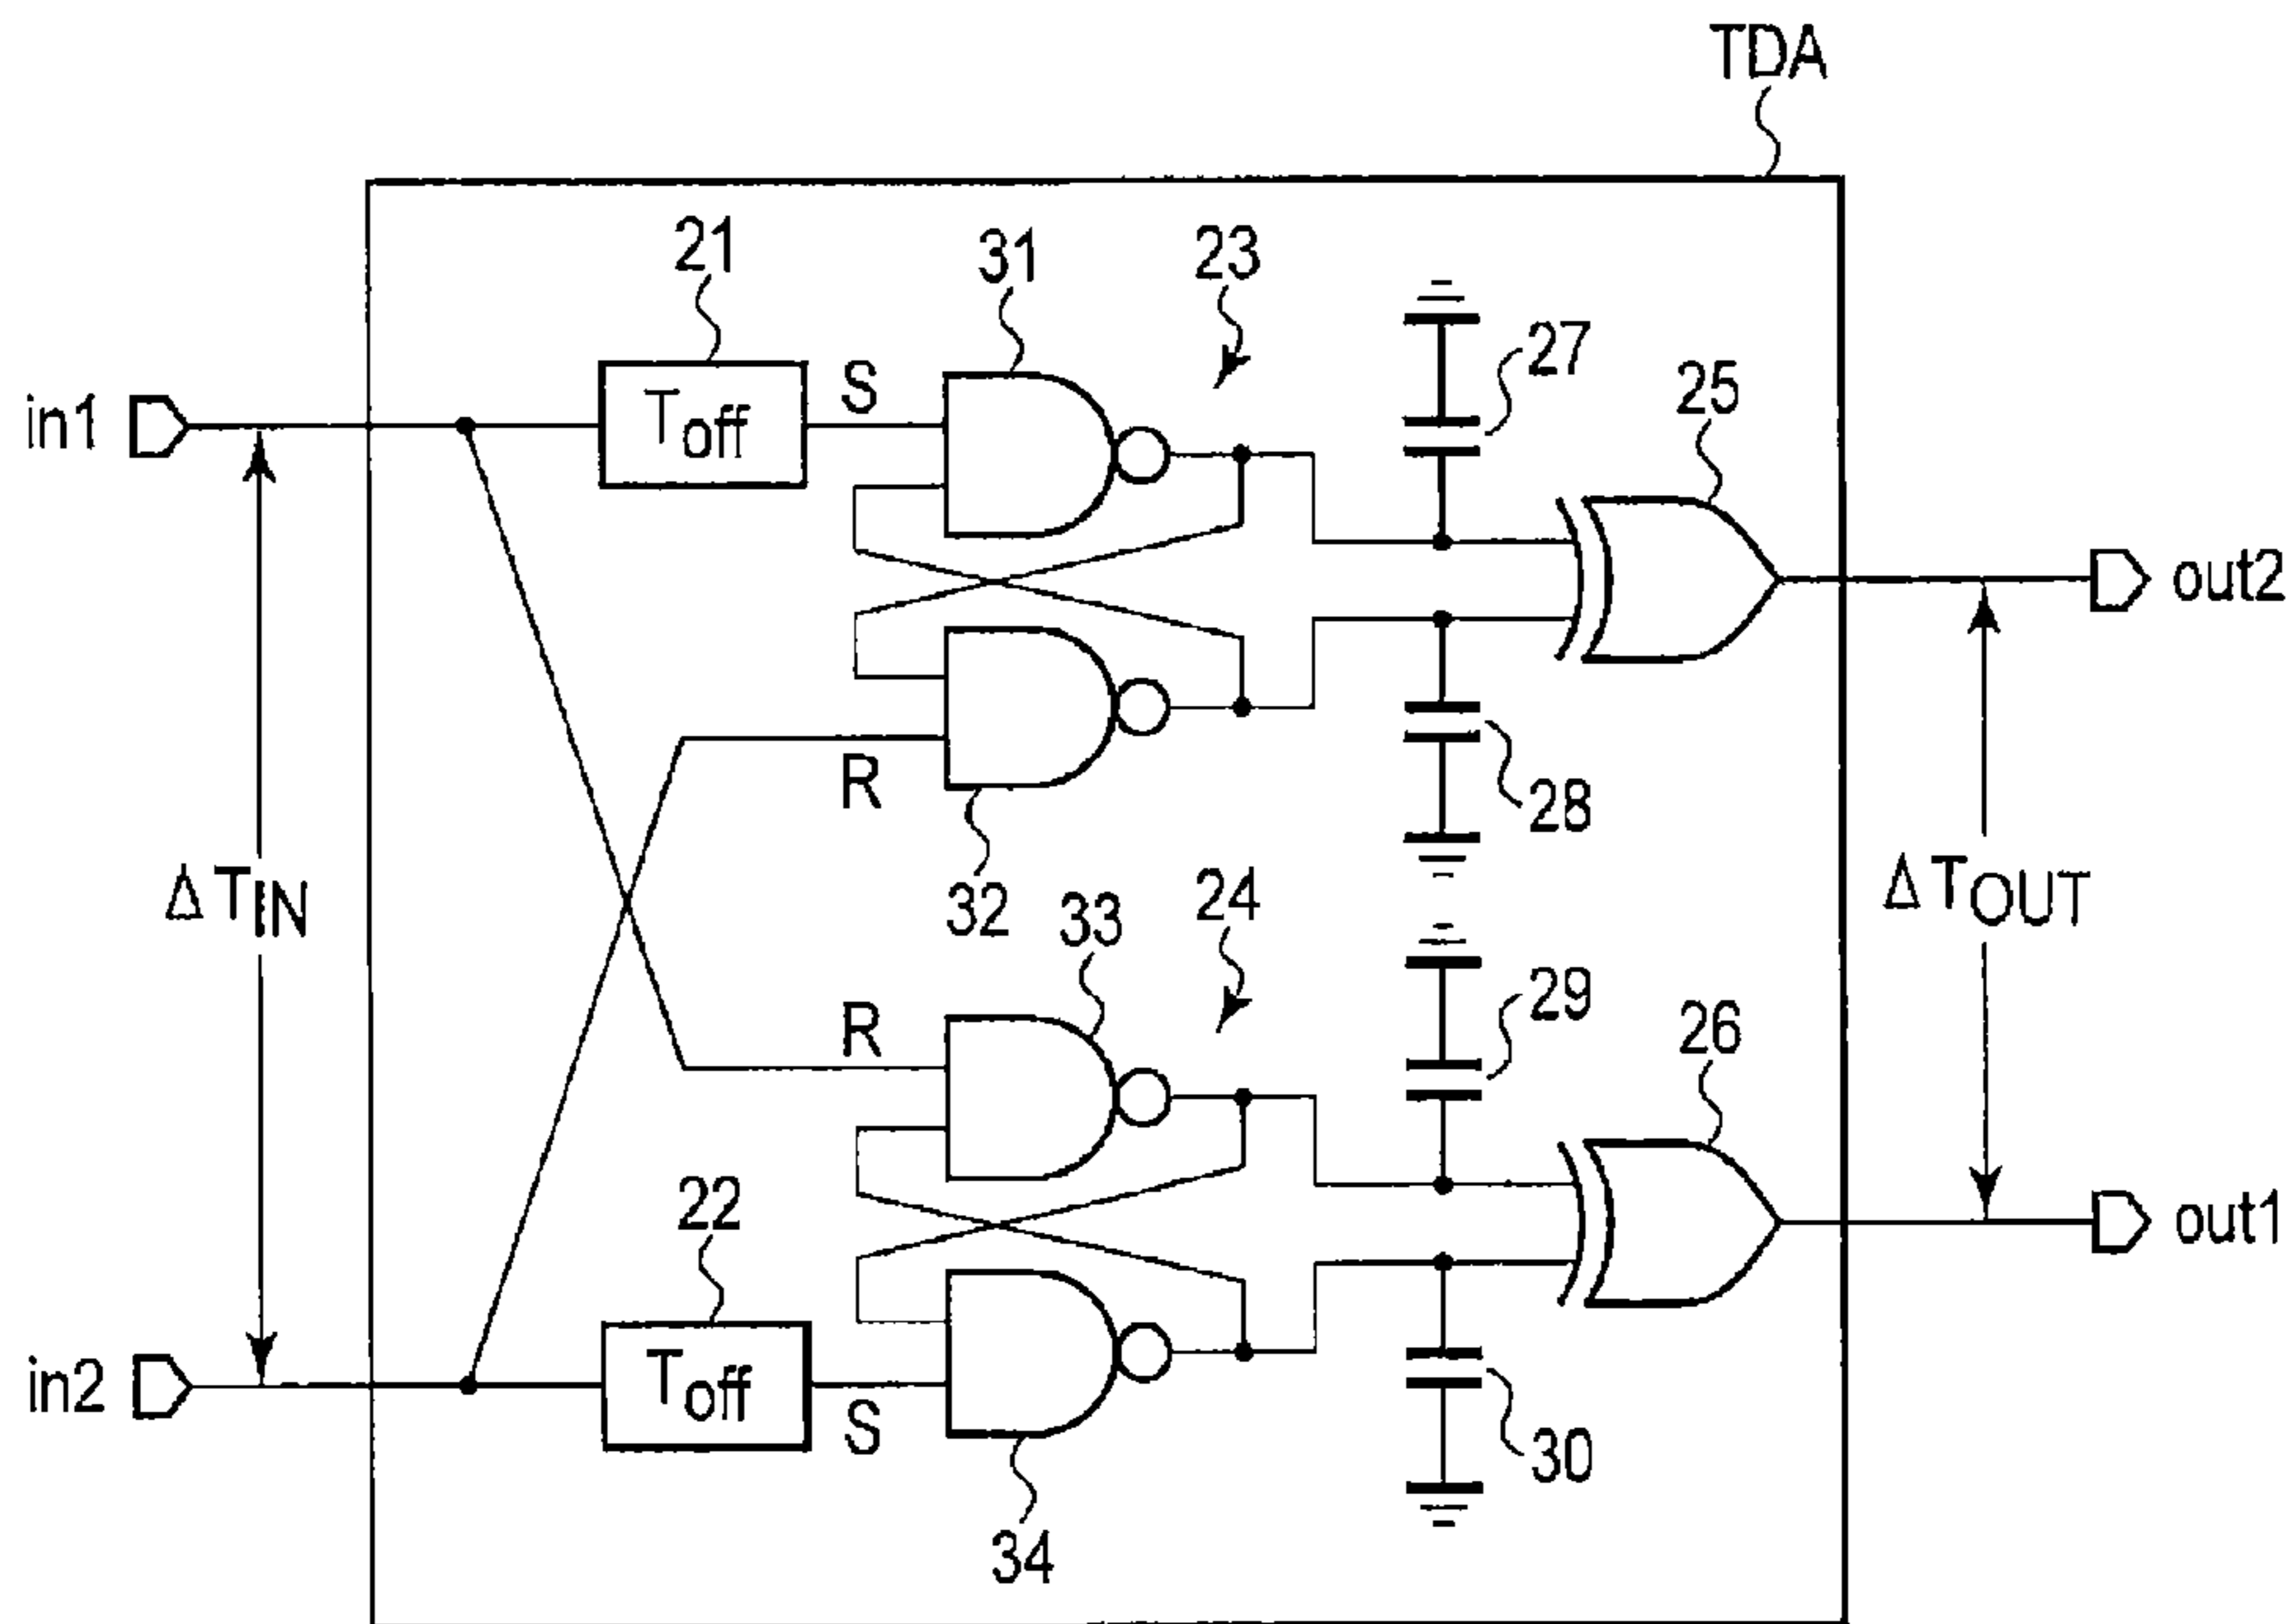 TDA
21
31
23
27
25
in1
Toff
S
out2
R
28
32
33
24
ΔTIN
ΔTOUT
R
29
26
22
out1
in2
Toff
S
30
34